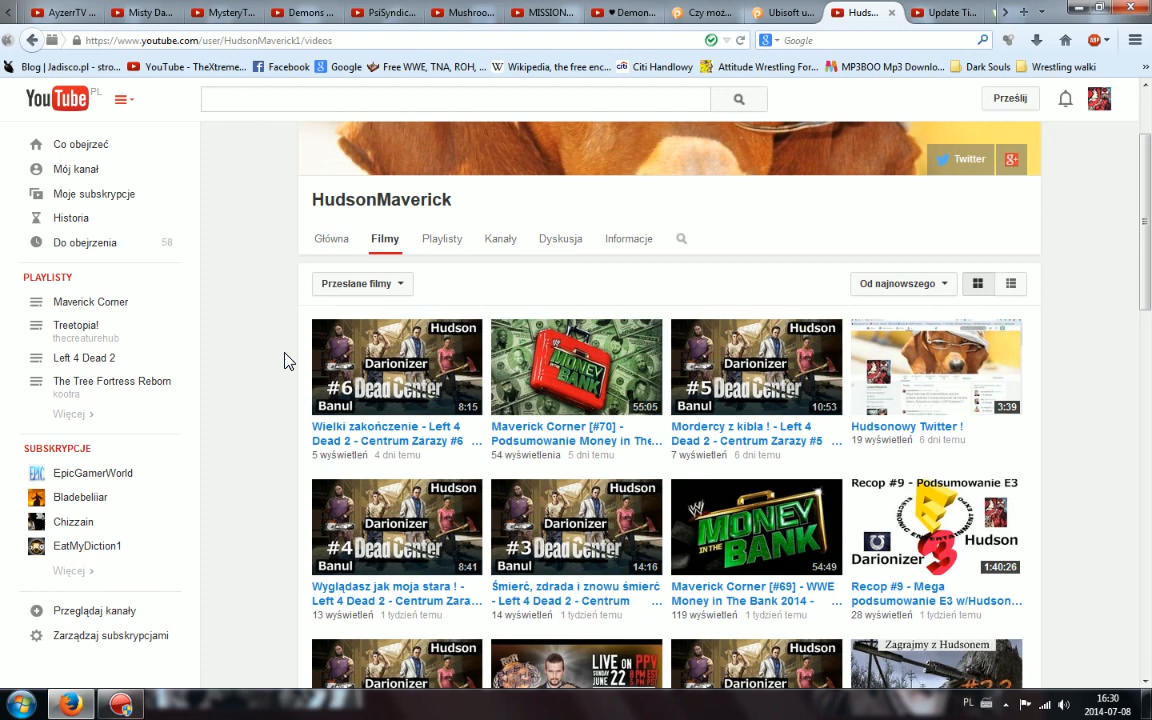 AyzerrTV ...
Misty Da...
MysteryT...
Demons ...
PsiSyndic...
Mushroo...
MISSION...
♥ Demon...
Czy moz...
Ubisoft u...
Huds...
Update Ti...
https://www.youtube.com/user/HudsonMaverick1/videos
Google
Blog | Jadisco.pl - stro...
YouTube - TheXtreme...
Facebook
Google
Free WWE, TNA, ROH, ...
Wikipedia, the free enc...
Citi Handlowy
Attitude Wrestling For...
MP3BOO Mp3 Downlo...
Dark Souls
Wrestling walki
YouTube PL
Prześlij
Co obejrzeć
Mój kanał
Moje subskrypcje
Historia
Do obejrzenia 58
PLAYLISTY
Maverick Corner
Treetopia!
thecreaturehub
Left 4 Dead 2
The Tree Fortress Reborn
kootra
Więcej ›
SUBSKRYPCJE
EpicGamerWorld
Bladebeliiar
Chizzain
EatMyDiction1
Więcej ›
Przeglądaj kanały
Zarządzaj subskrypcjami
Twitter
HudsonMaverick
Główna Filmy Playlisty Kanały Dyskusja Informacje
Przesłane filmy
Od najnowszego
Hudson
Darionizer
#6 Dead Center
Banul
8:15
Wielki zakończenie - Left 4
Dead 2 - Centrum Zarazy #6 ...
5 wyświetleń 4 dni temu
MONEY
IN THE
BANK
55:05
Maverick Corner [#70] -
Podsumowanie Money in The...
54 wyświetlenia 5 dni temu
Hudson
Darionizer
#5 Dead Center
Banul
10:53
Mordercy z kibla ! - Left 4
Dead 2 - Centrum Zarazy #5 ...
7 wyświetleń 6 dni temu
3:39
Hudsonowy Twitter !
19 wyświetleń 6 dni temu
Hudson
Darionizer
#4 Dead Center
Banul
8:41
Wyglądasz jak moja stara ! -
Left 4 Dead 2 - Centrum Zara...
13 wyświetleń 1 tydzień temu
Hudson
Darionizer
#3 Dead Center
Banul
14:16
Śmierć, zdrada i znowu śmierć
- Left 4 Dead 2 - Centrum ...
14 wyświetleń 1 tydzień temu
MONEY
IN THE
BANK
54:49
Maverick Corner [#69] - WWE
Money in The Bank 2014 - ...
119 wyświetleń 1 tydzień temu
Recop #9 - Podsumowanie E3
E3
Hudson
Darionizer
1:40:26
Recop #9 - Mega
podsumowanie E3 w/Hudson...
28 wyświetleń 1 tydzień temu
Hudson
Darionizer
LIVE ON PPV
SUNDAY
JUNE 22
Hudson
Darionizer
Zagrajmy z Hudsonem
PL
16:30
2014-07-08